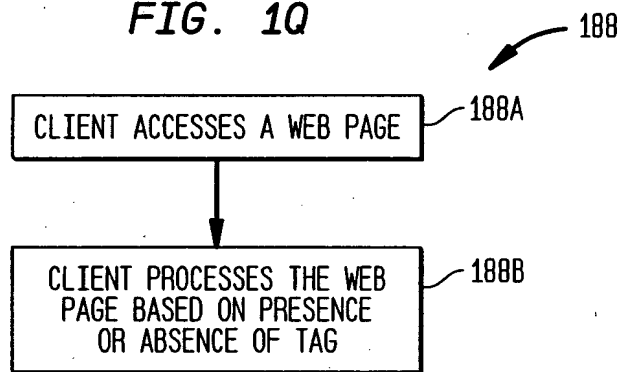 FIG. 1Q
188
CLIENT ACCESSES A WEB PAGE
188A
CLIENT PROCESSES THE WEB
PAGE BASED ON PRESENCE
OR ABSENCE OF TAG
188B